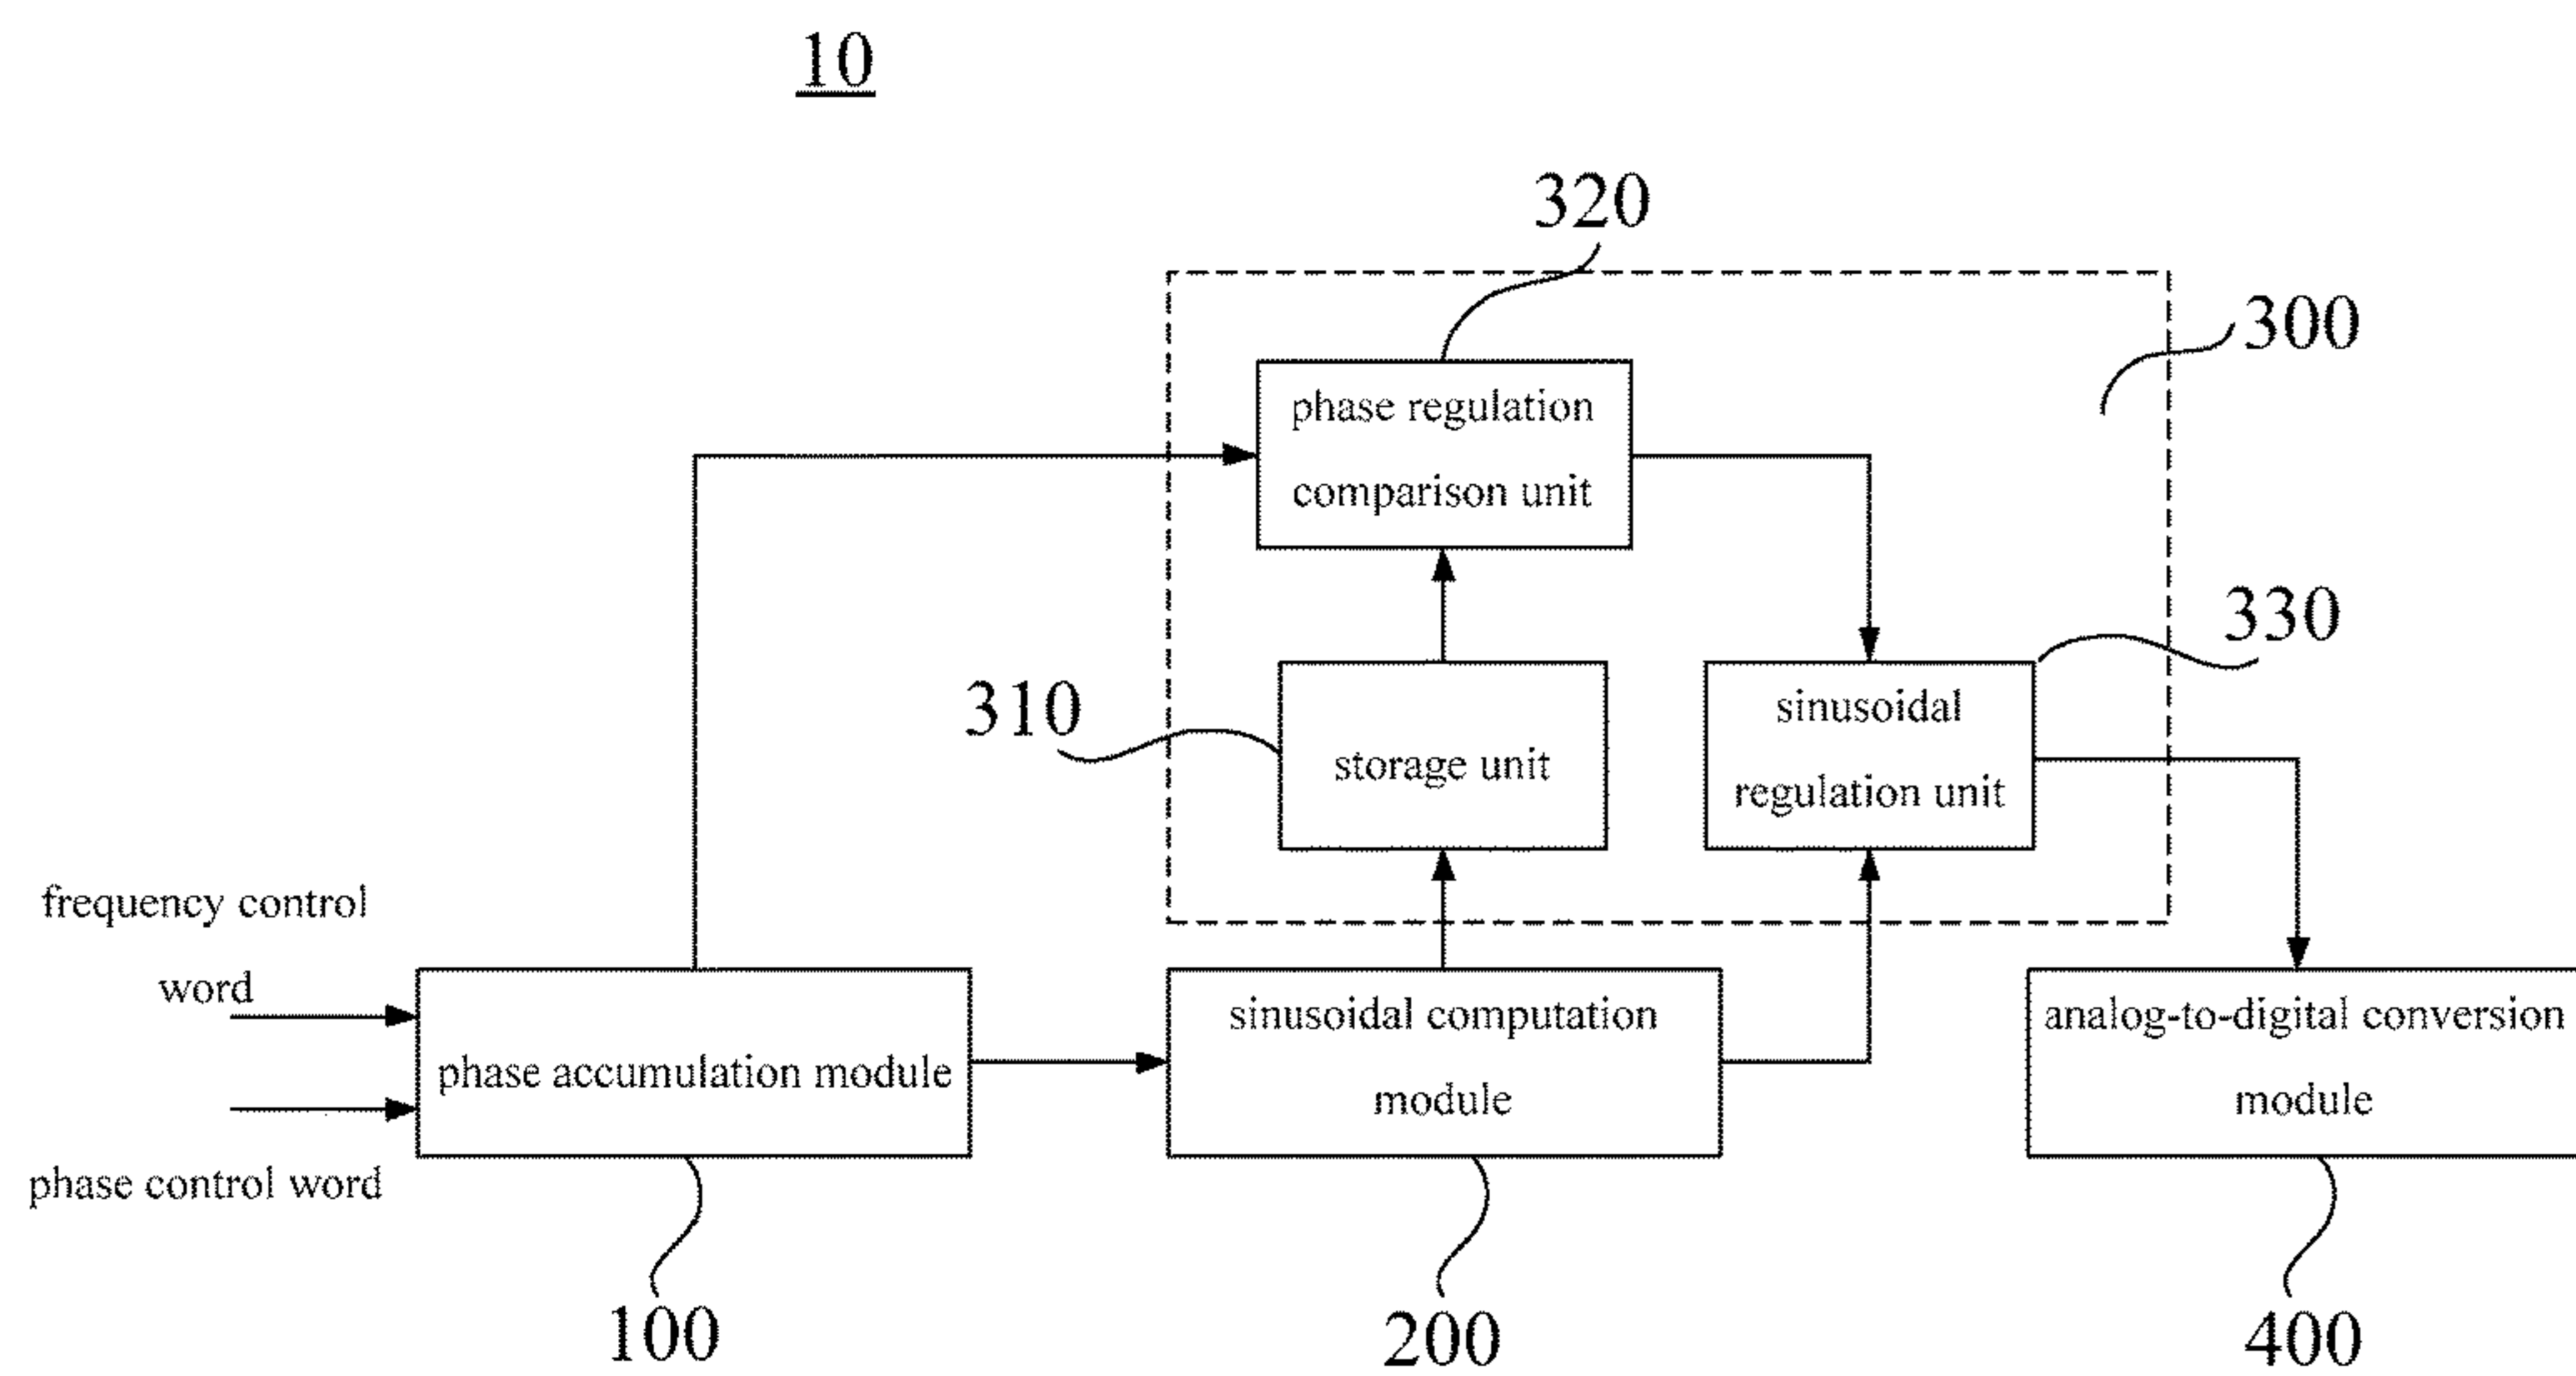 10
320
300
phase regulation
comparison unit
330
310
sinusoidal
storage unit
regulation unit
frequency control
word
phase accumulation module
sinusoidal computation
module
analog-to-digital conversion
module
phase control word
100
200
400